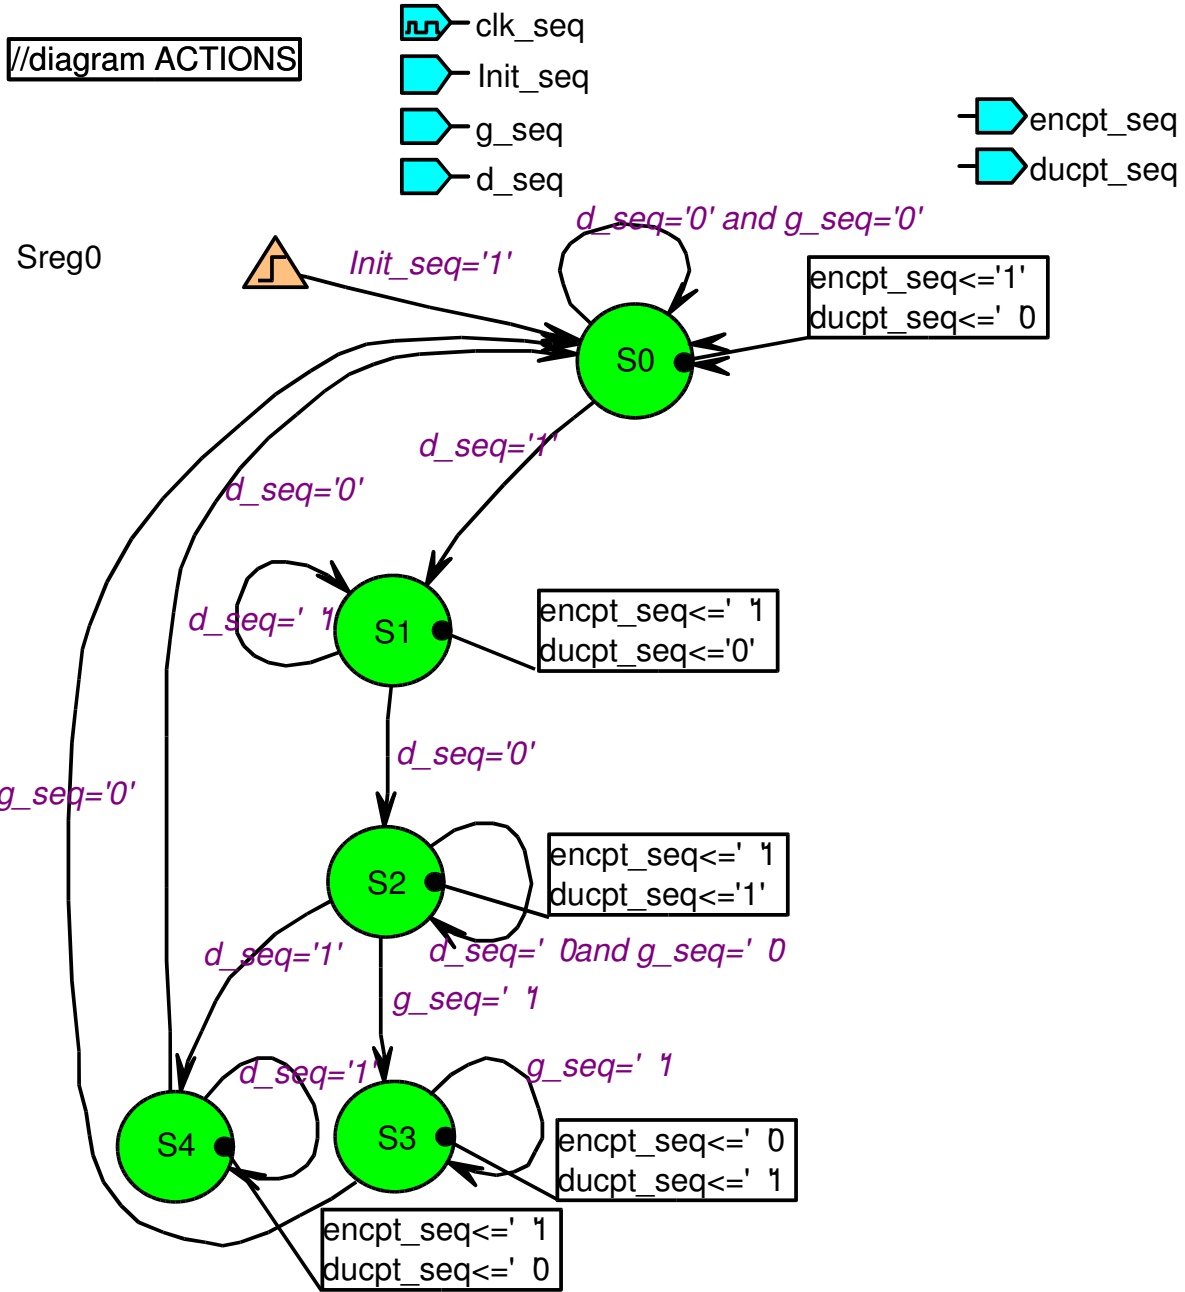 clk_seq
//diagram ACTIONS
Init_seq
encpt_seq
g_seq
ducpt_seq
d_seq
d_seq='0' and g_seq='0'
Sreg0
Init_seq='1'
encpt_seq<='1'
ducpt_seq<='0'
S0
d_seq='1'
d_seq='0'
encpt_seq<='1'
d_seq='1'
S1
ducpt_seq<='0'
d_seq='0'
g_seq='0'
encpt_seq<='1'
S2
ducpt_seq<='1'
d_seq='1'
d_seq='0'and g_seq='0'
g_seq='1'
d_seq='1'
g_seq='1'
S4
S3
encpt_seq<='0'
ducpt_seq<='1'
encpt_seq<='1'
ducpt_seq<='0'